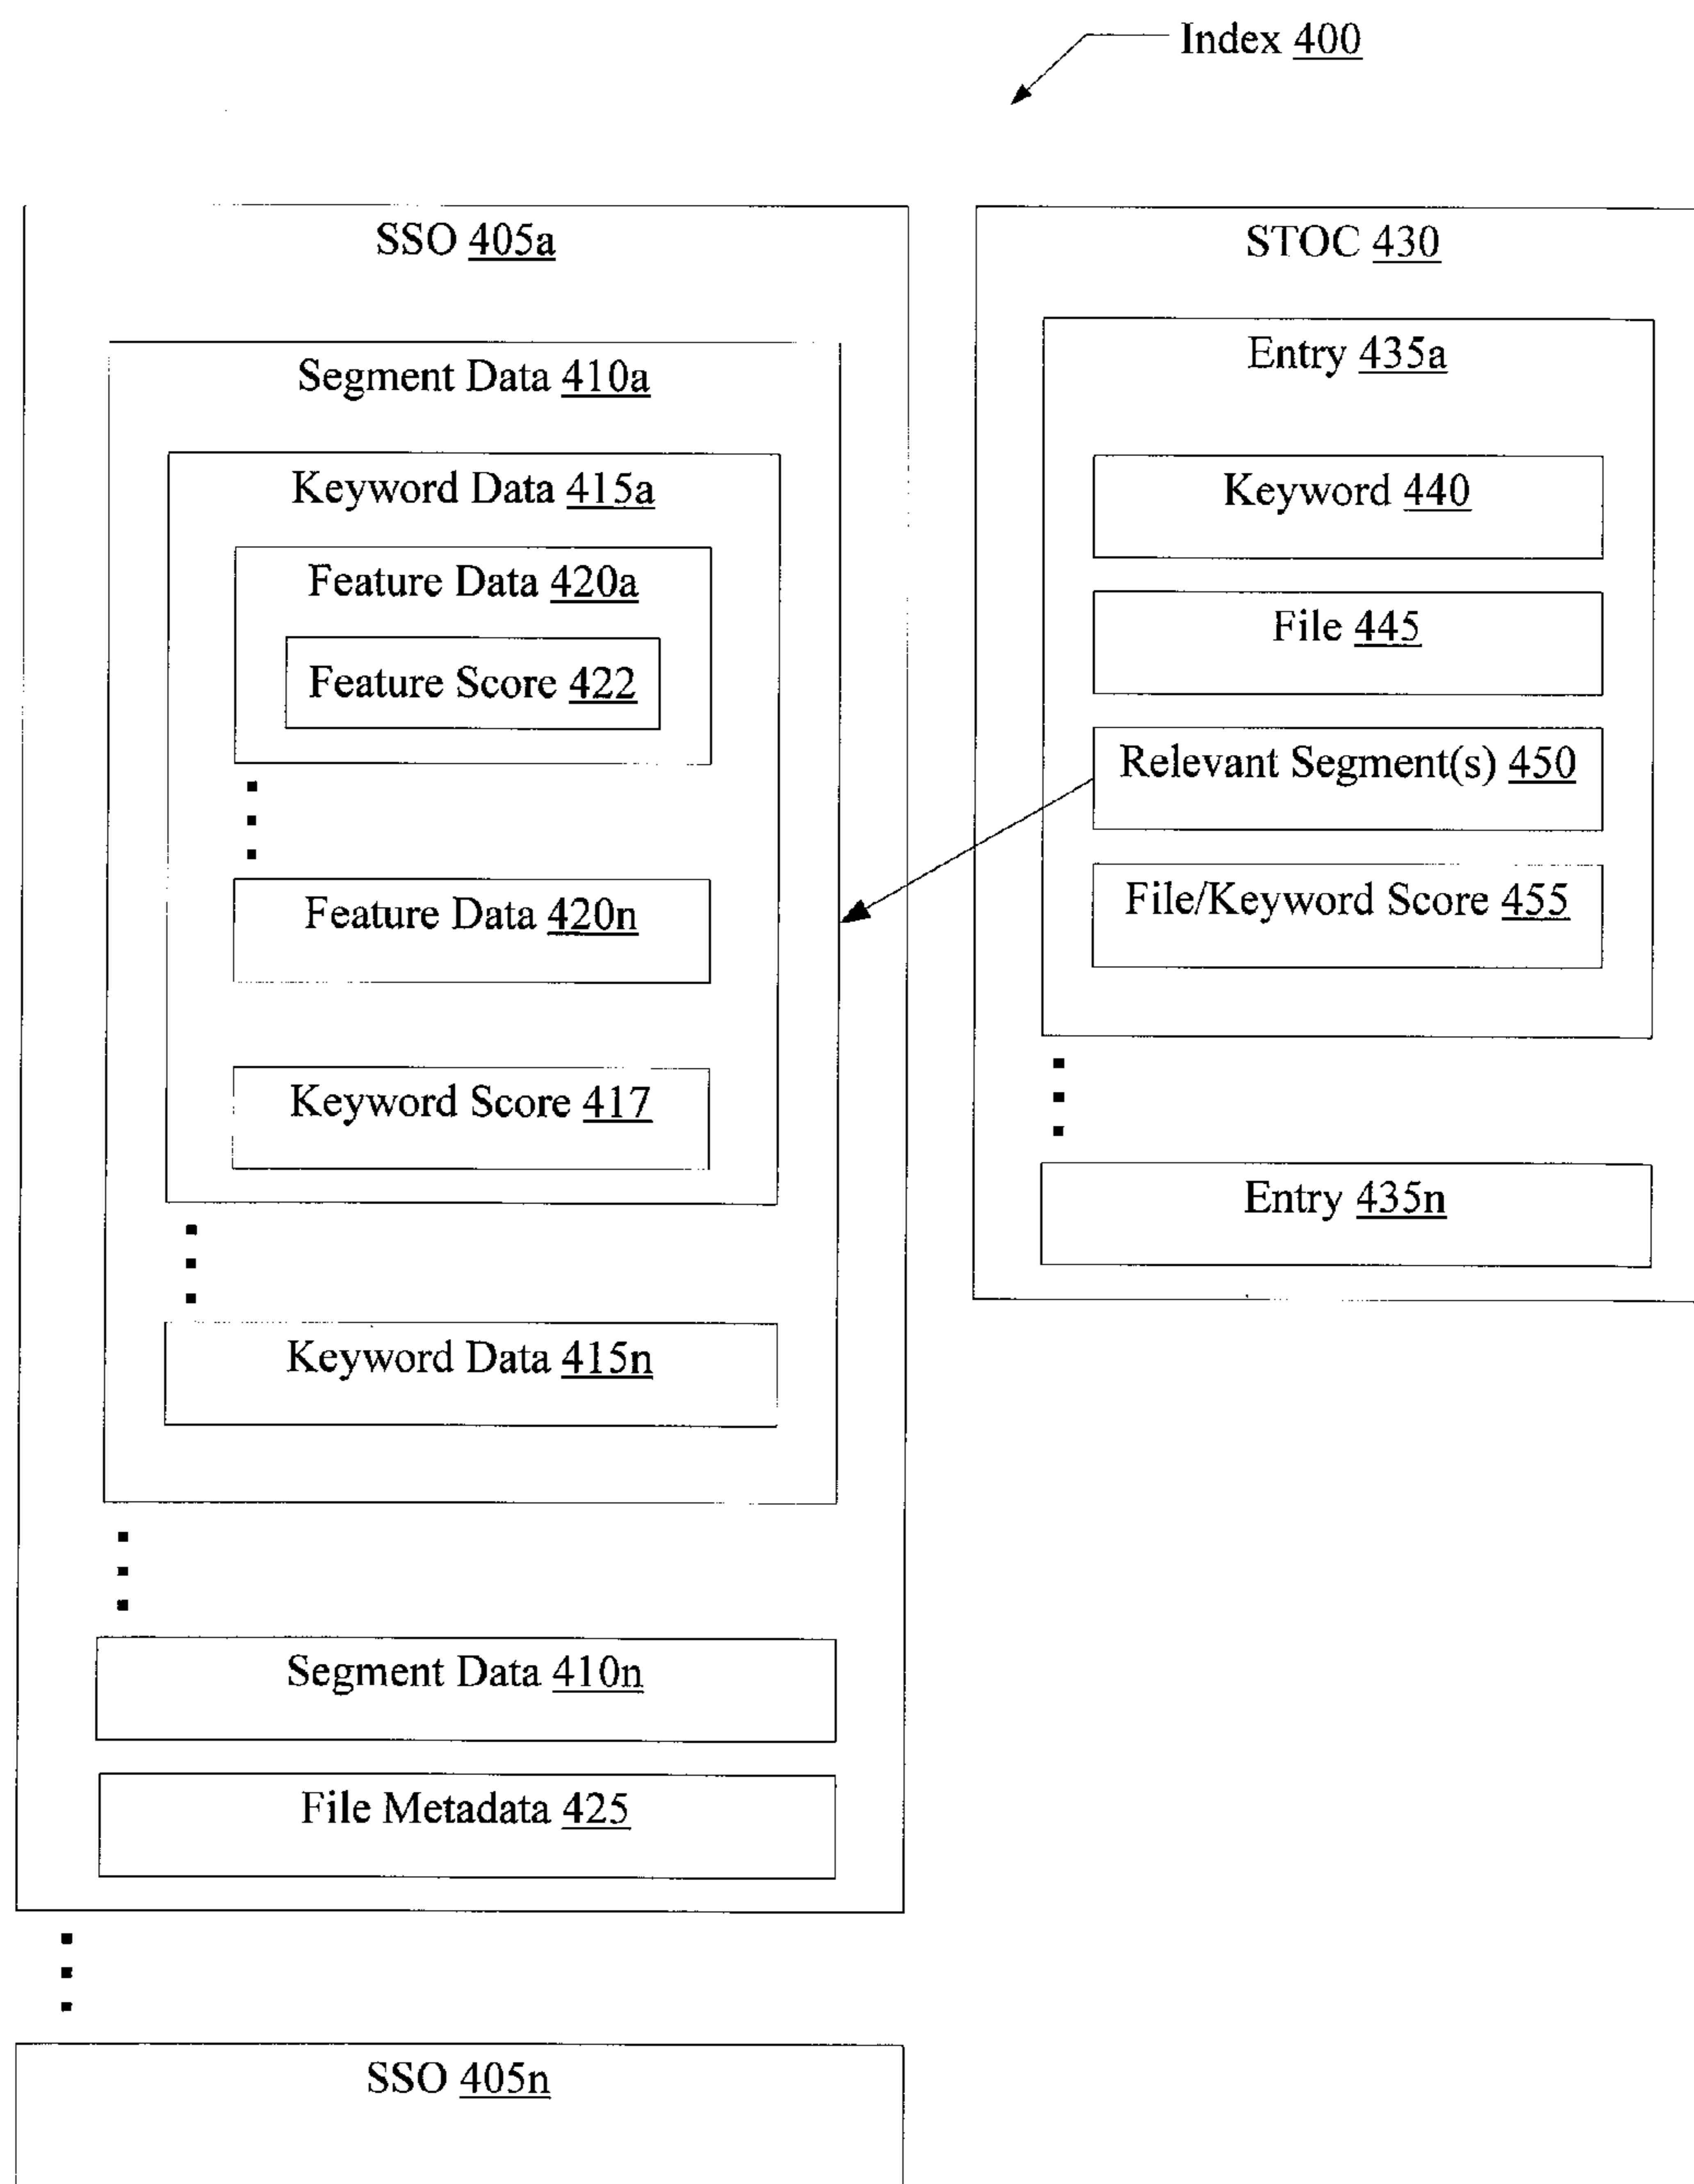 Index 400
SSO 405a
Segment Data 410a
Keyword Data 415a
Feature Data 420a
Feature Score 422
Feature Data 420n
Keyword Score 417
Keyword Data 415n
Segment Data 410n
File Metadata 425
SSO 405n
STOC 430
Entry 435a
Keyword 440
File 445
Relevant Segment(s) 450
File/Keyword Score 455
Entry 435n